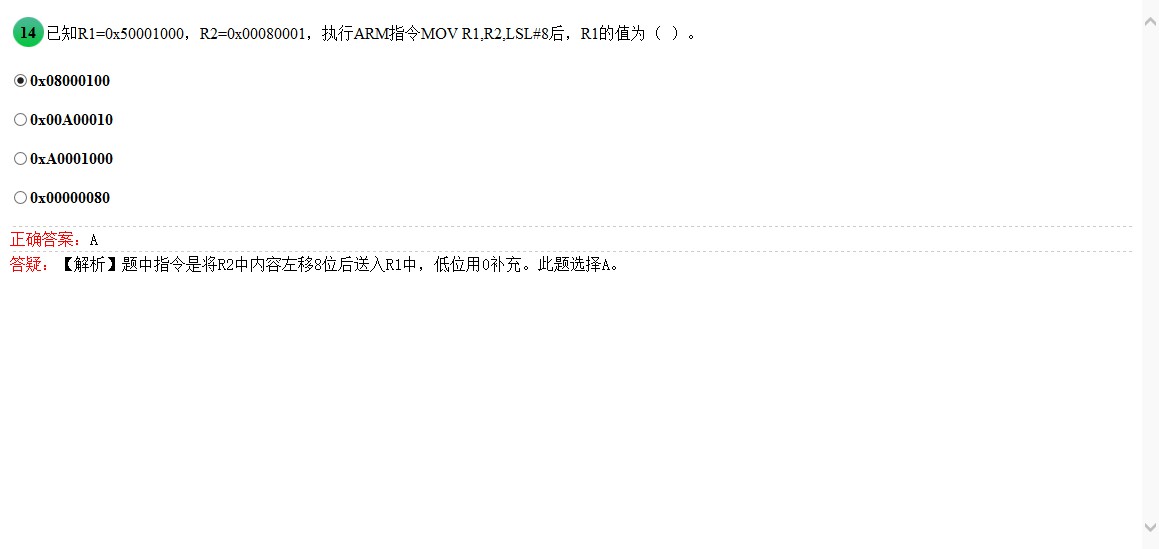 14 已知R1=0x50001000，R2=0x00080001，执行ARM指令MOV R1,R2,LSL#8后，R1的值为（ ）。
0x08000100
0x00A00010
0xA0001000
0x00000080
正确答案：A
答疑：【解析】题中指令是将R2中内容左移8位后送入R1中，低位用0补充。此题选择A。